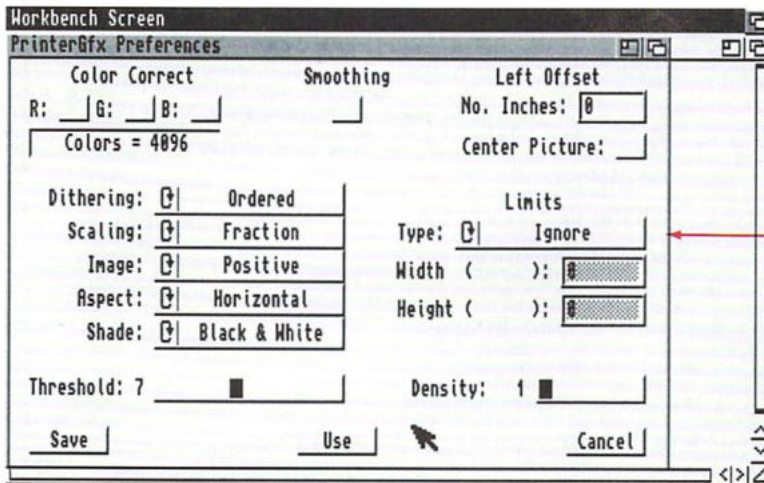 Workbench Screen
PrinterGfx Preferences
Color Correct
R: G: B:
Colors = 4096
Smoothing
Left Offset
No. Inches: 0
Center Picture:
Dithering: Ordered
Scaling: Fraction
Image: Positive
Aspect: Horizontal
Shade: Black & White
Limits
Type: Ignore
Width ( ): 0
Height ( ): 0
Threshold: 7
Density:
Save
Use
Cancel